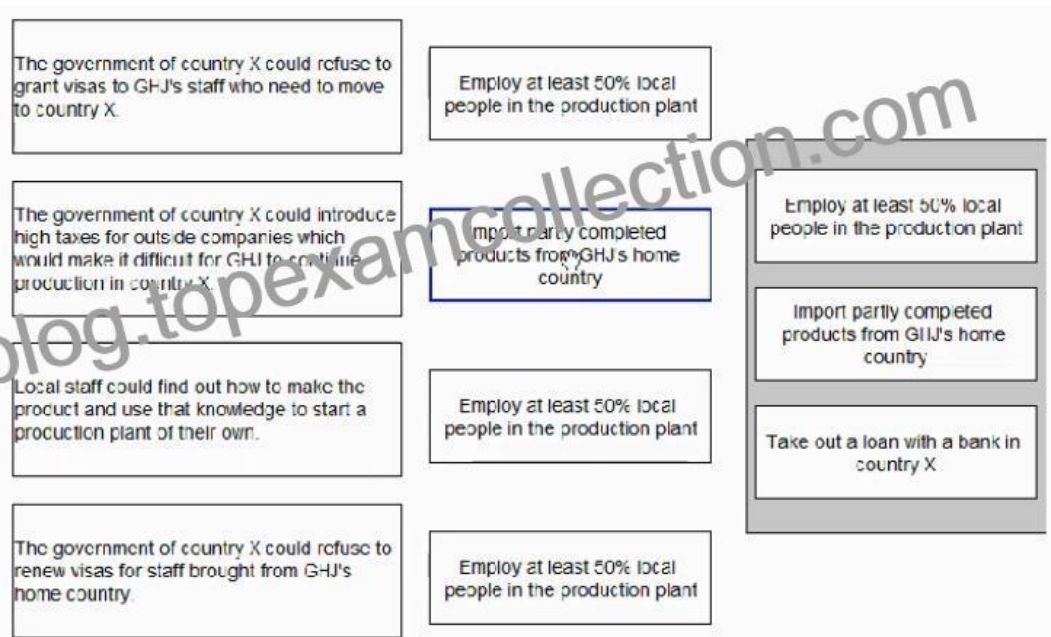 The government of country X could refuse to
grant visas to GHJ's staff who need to move
to country X.
Employ at least 50% local
people in the production plant
The government of country X could introduce
high taxes for outside companies which
would make it difficult for GHJ to continue
production in country X.
Import partly completed
products from GHJ's home
country
Local staff could find out how to make the
product and use that knowledge to start a
production plant of their own.
Employ at least 50% local
people in the production plant
The government of country X could refuse to
renew visas for staff brought from GHJ's
home country.
Employ at least 50% local
people in the production plant
Employ at least 50% local
people in the production plant
Import partly completed
products from GHJ's home
country
Take out a loan with a bank in
country X
blog.topexamcollection.com